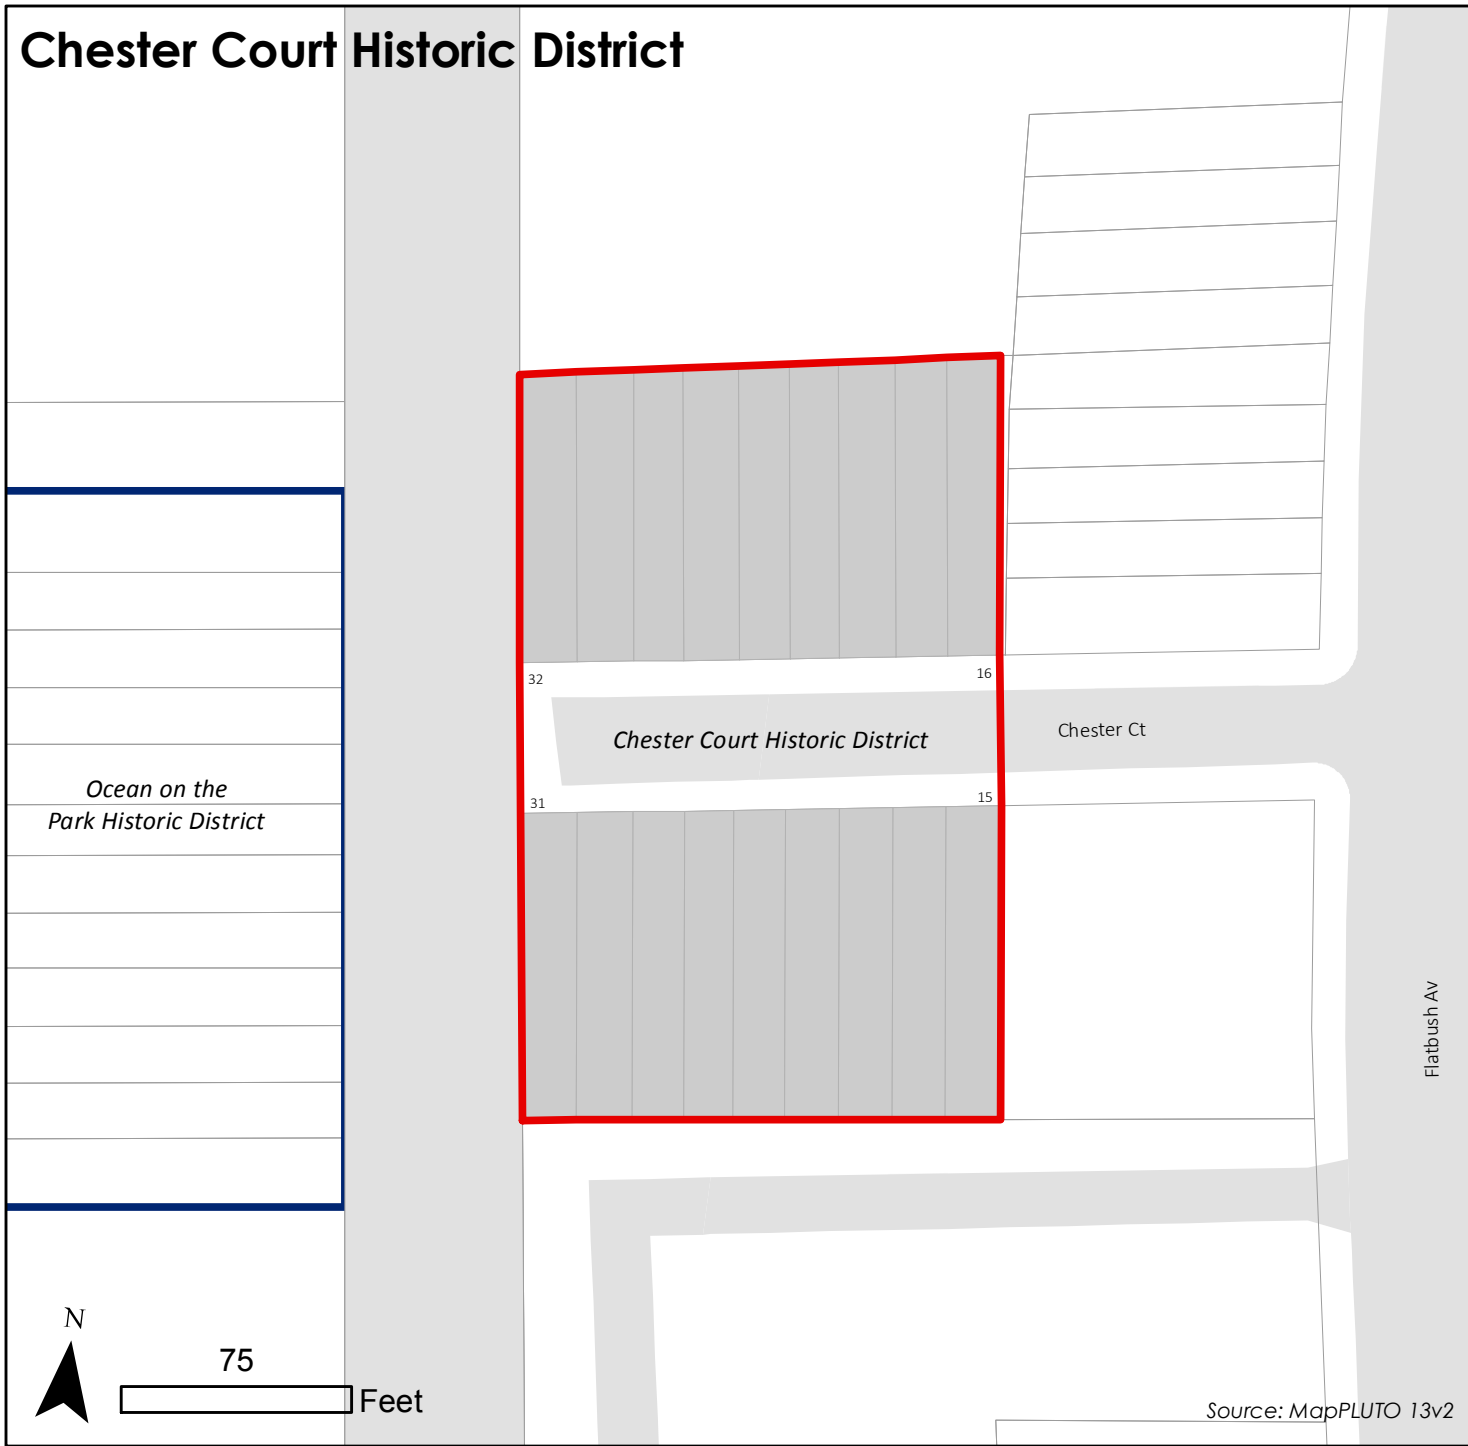 Chester Court Historic District
32
16
Chester Court Historic District
Chester Ct
Ocean on the
Park Historic District
31
15
Flatbush Av
N
75
Feet
Source: MapPLUTO 13v2